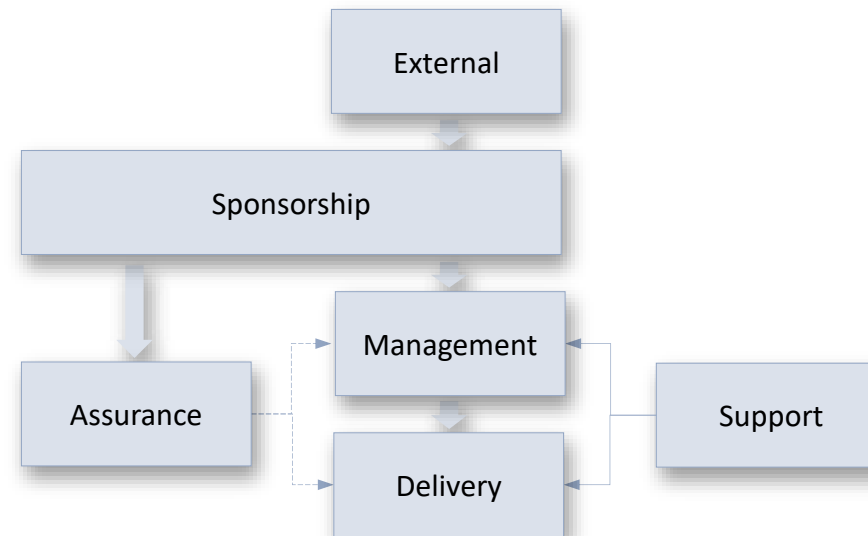 External
Sponsorship
Management
Assurance
Support
Delivery